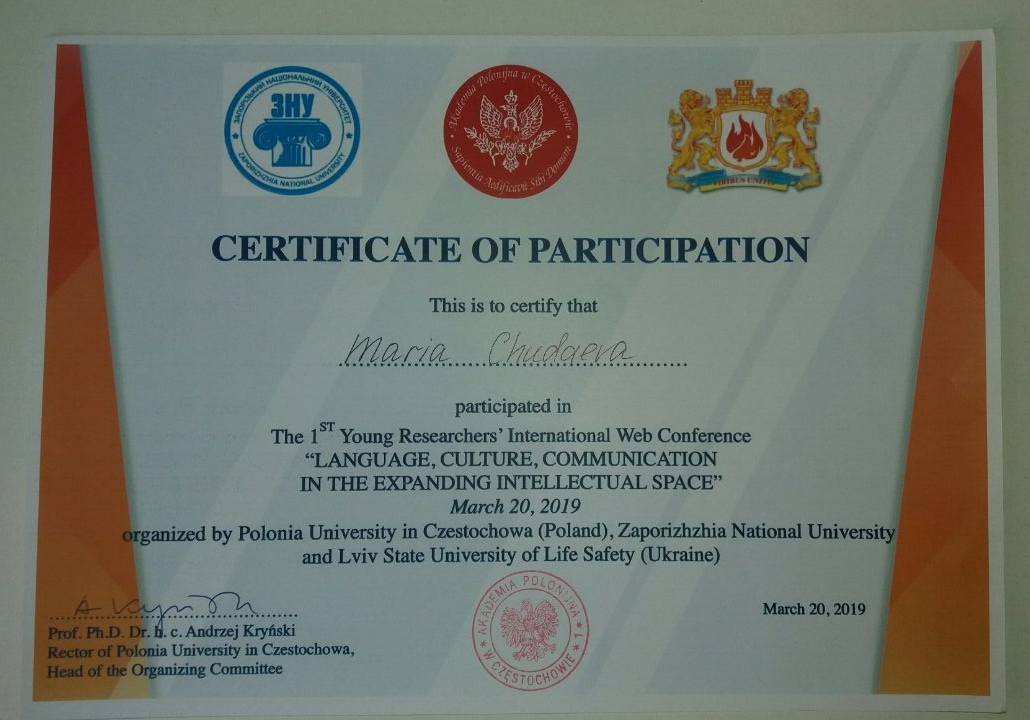 ЗАПОРІЗЬКИЙ НАЦІОНАЛЬНИЙ УНІВЕРСИТЕТ
ЗНУ
ZAPORIZHZHIA NATIONAL UNIVERSITY
Akademia Polonijna w Częstochowie
Sapientia Aedificavit Sibi Domum
VIRIBUS UNITIS
CERTIFICATE OF PARTICIPATION
This is to certify that
Maria Chudaeva
participated in
The 1ST Young Researchers' International Web Conference
“LANGUAGE, CULTURE, COMMUNICATION
IN THE EXPANDING INTELLECTUAL SPACE”
March 20, 2019
organized by Polonia University in Czestochowa (Poland), Zaporizhzhia National University
and Lviv State University of Life Safety (Ukraine)
March 20, 2019
Prof. Ph.D. Dr. h. c. Andrzej Kryński
Rector of Polonia University in Czestochowa,
Head of the Organizing Committee
AKADEMIA POLONIJNA
W CZĘSTOCHOWIE
1